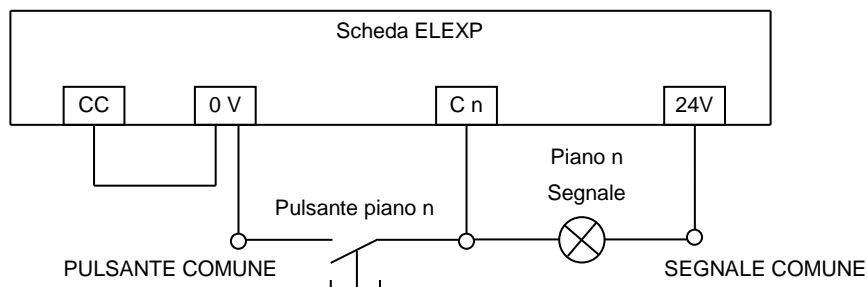 Scheda ELEXP
CC
0 V
C n
24V
Piano n
Segnale
Pulsante piano n
PULSANTE COMUNE
SEGNALE COMUNE